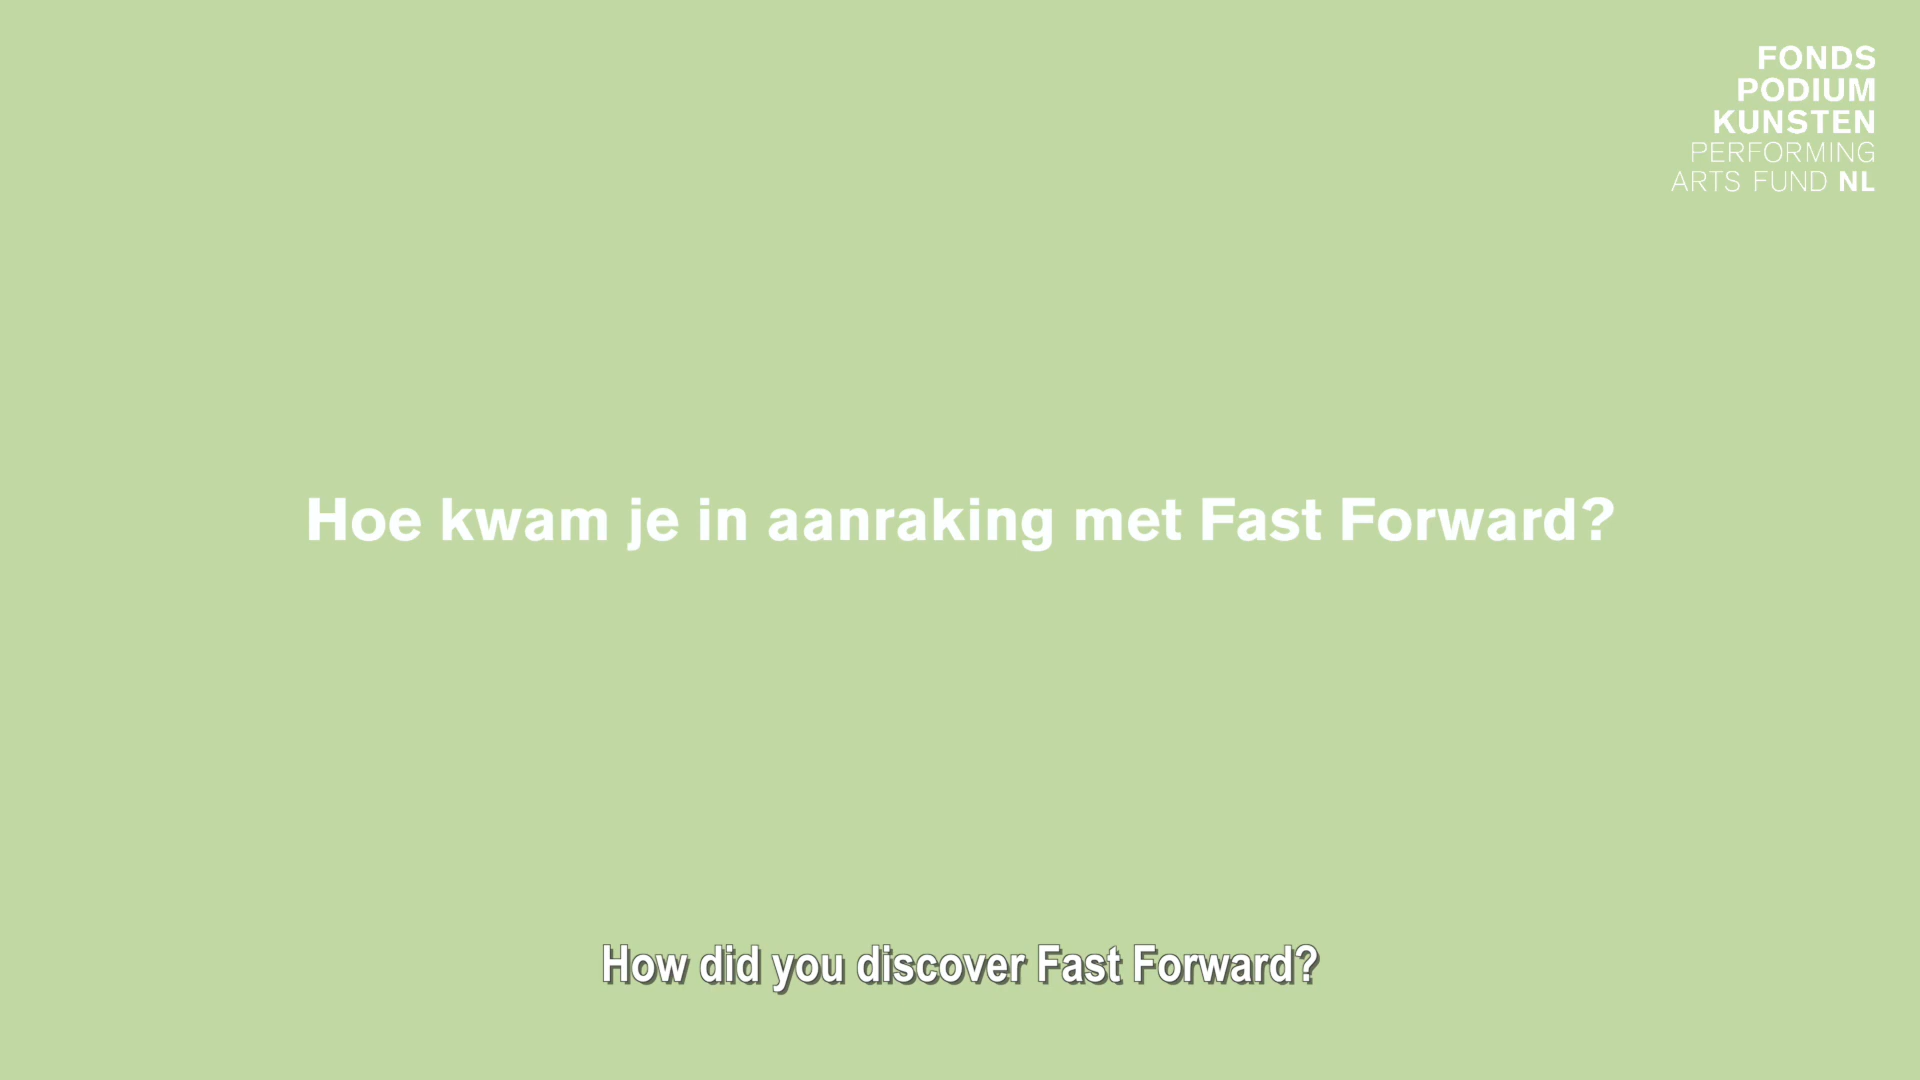 FONDS
PODIUM
KUNSTEN
PERFORMING
ARTS FUND NL
Hoe kwam je in aanraking met Fast Forward?
How did you discover Fast Forward?